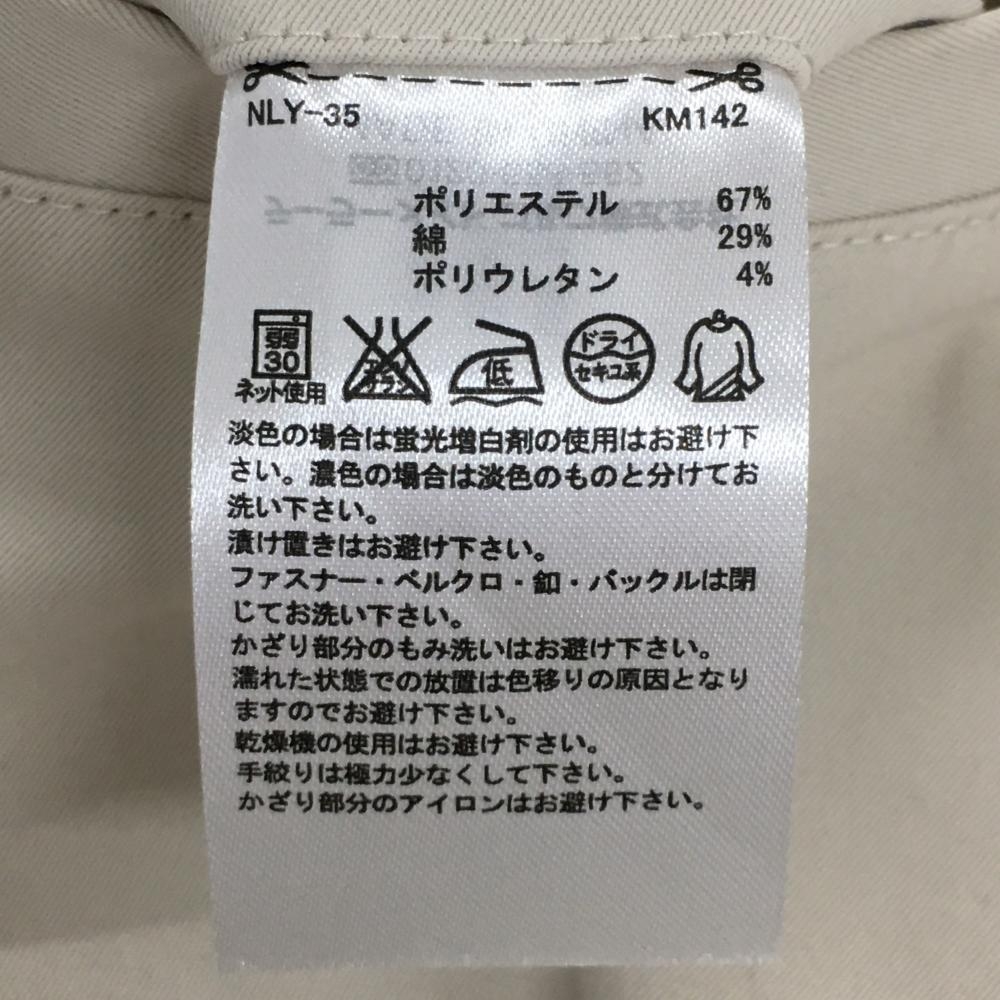 NLY-35 KM142
ポリエステル 67%
綿 29%
ポリウレタン 4%
弱
30
ネット使用
低
ドライ
セキユ系
淡色の場合は蛍光増白剤の使用はお避け下
さい。濃色の場合は淡色のものと分けてお
洗い下さい。
漬け置きはお避け下さい。
ファスナー・ベルクロ・釦・バックルは閉
じてお洗い下さい。
かざり部分のもみ洗いはお避け下さい。
濡れた状態での放置は色移りの原因となり
ますのでお避け下さい。
乾燥機の使用はお避け下さい。
手絞りは極力少なくして下さい。
かざり部分のアイロンはお避け下さい。